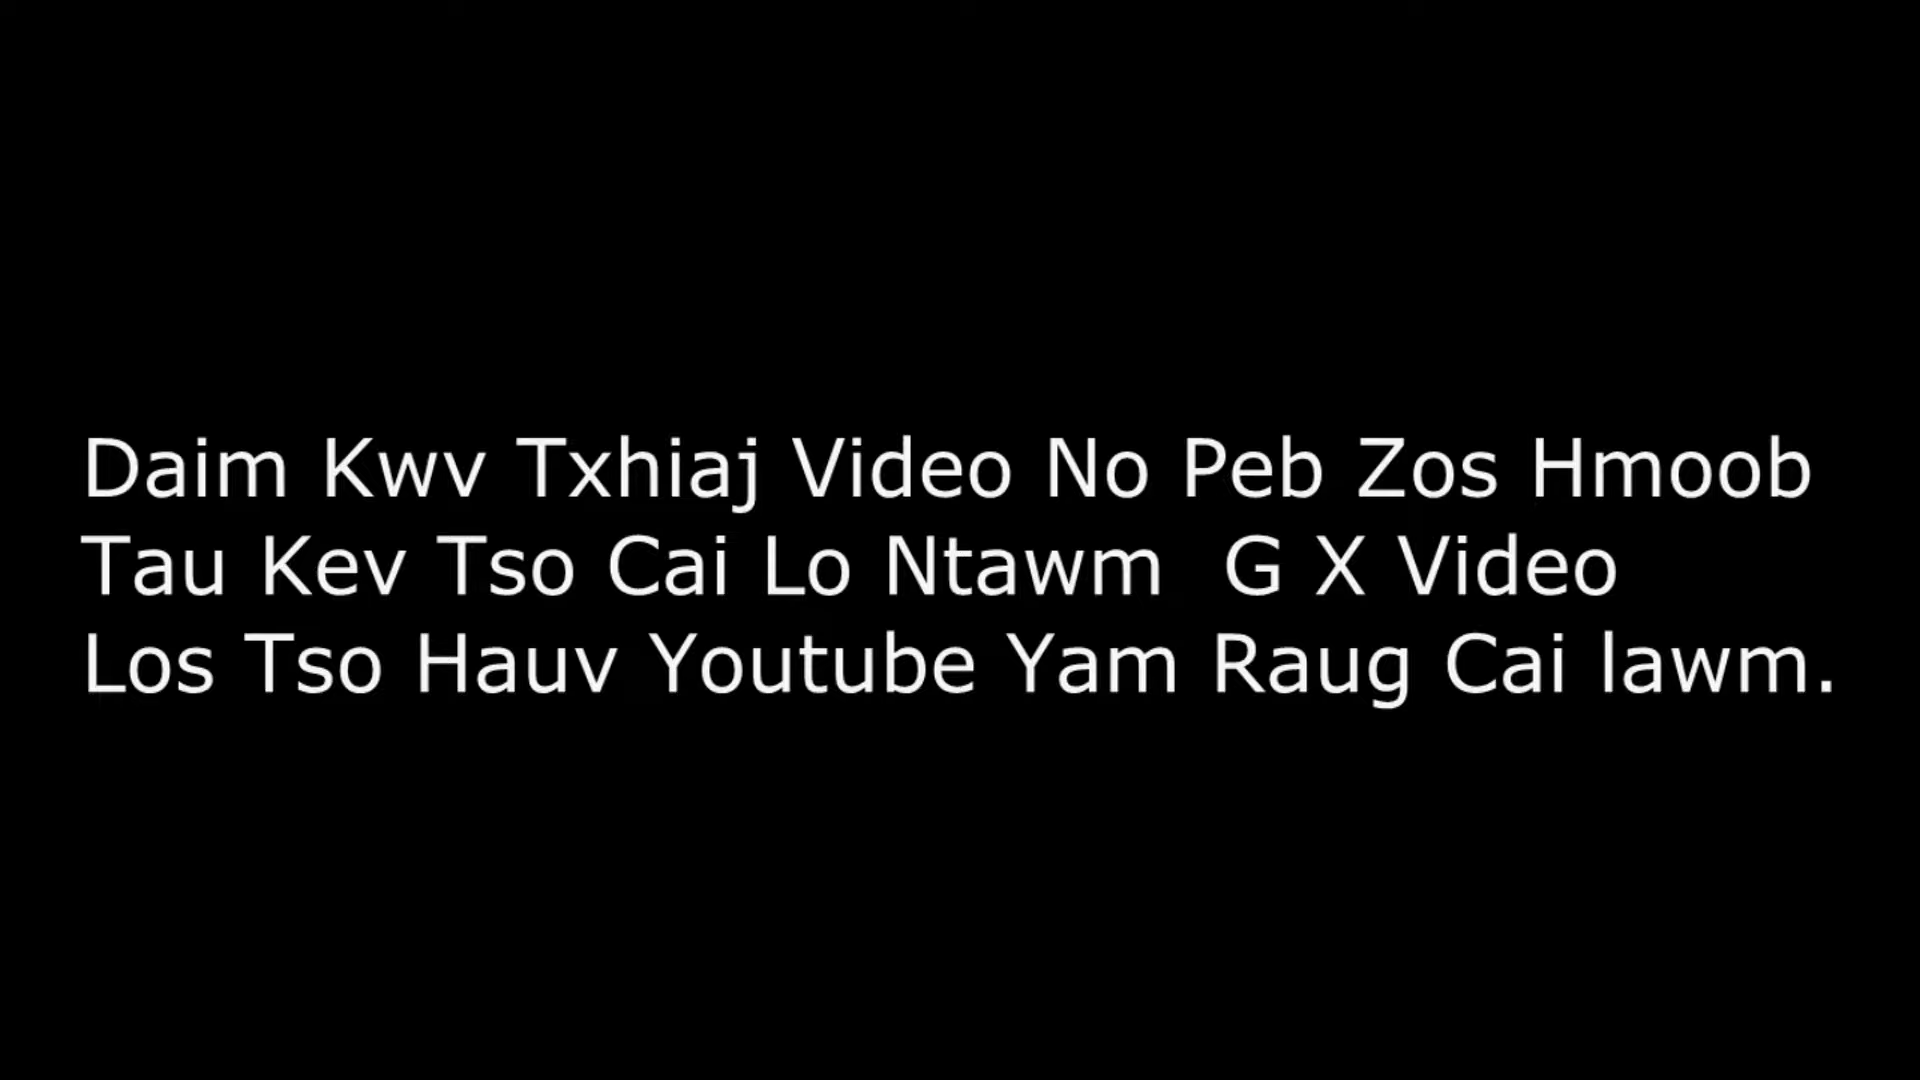 Daim Kwv Txhiaj Video No Peb Zos Hmoob
Tau Kev Tso Cai Lo Ntawm  G X Video
Los Tso Hauv Youtube Yam Raug Cai lawm.